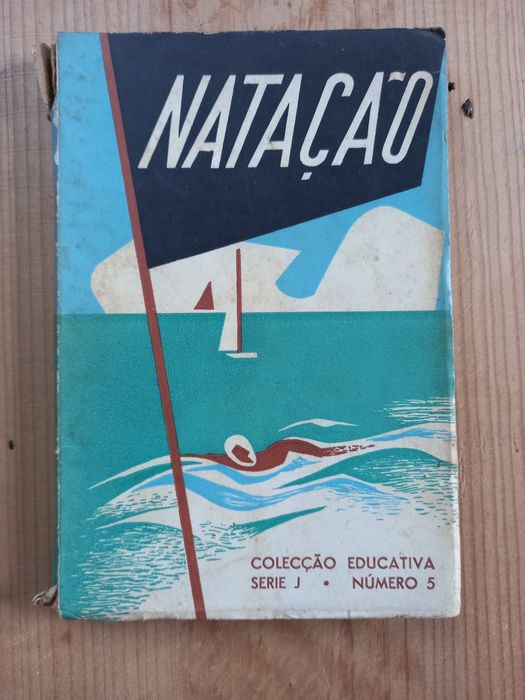 NATAÇÃO
COLECÇÃO EDUCATIVA
SERIE J • NÚMERO 5